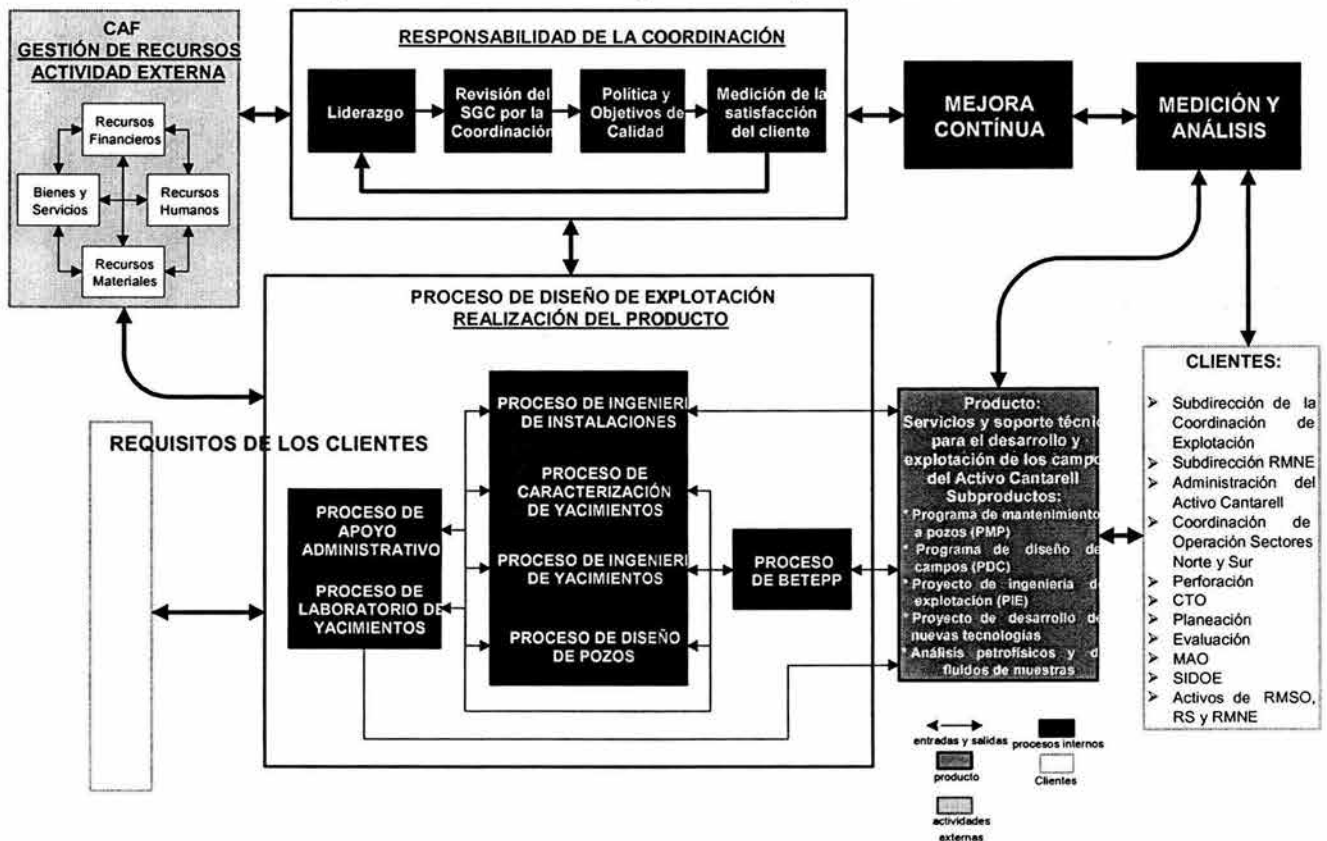 CAF
GESTIÓN DE RECURSOS
ACTIVIDAD EXTERNA
Recursos
Financieros
Bienes y
Servicios
Recursos
Humanos
Recursos
Materiales
RESPONSABILIDAD DE LA COORDINACIÓN
Liderazgo
Revisión del
SGC por la
Coordinación
Política y
Objetivos de
Calidad
Medición de la
satisfacción
del cliente
MEJORA
CONTÍNUA
MEDICIÓN Y
ANÁLISIS
PROCESO DE DISEÑO DE EXPLOTACIÓN
REALIZACIÓN DEL PRODUCTO
REQUISITOS DE LOS CLIENTES
PROCESO DE
APOYO
ADMINISTRATIVO
PROCESO DE
LABORATORIO DE
YACIMIENTOS
PROCESO DE INGENIERI
DE INSTALACIONES
PROCESO DE
CARACTERIZACIÓN
DE YACIMIENTOS
PROCESO DE INGENIERI
DE YACIMIENTOS
PROCESO DE DISEÑO
DE POZOS
PROCESO
DE BETEPP
Producto:
Servicios y soporte técnic
para el desarrollo y
explotación de los campo
del Activo Cantarell
Subproductos:
* Programa de mantenimiento
a pozos (PMP)
* Programa de diseño de
campos (PDC)
* Proyecto de ingeniería de
explotación (PIE)
* Proyecto de desarrollo de
nuevas tecnologías
* Análisis petrofísicos y d
fluidos de muestras
CLIENTES:
➢ Subdirección de la
Coordinación de
Explotación
➢ Subdirección RMNE
➢ Administración del
Activo Cantarell
➢ Coordinación de
Operación Sectores
Norte y Sur
➢ Perforación
➢ CTO
➢ Planeación
➢ Evaluación
➢ MAO
➢ SIDOE
➢ Activos de RMSO,
RS y RMNE
entradas y salidas
procesos internos
producto
Clientes
actividades
externas